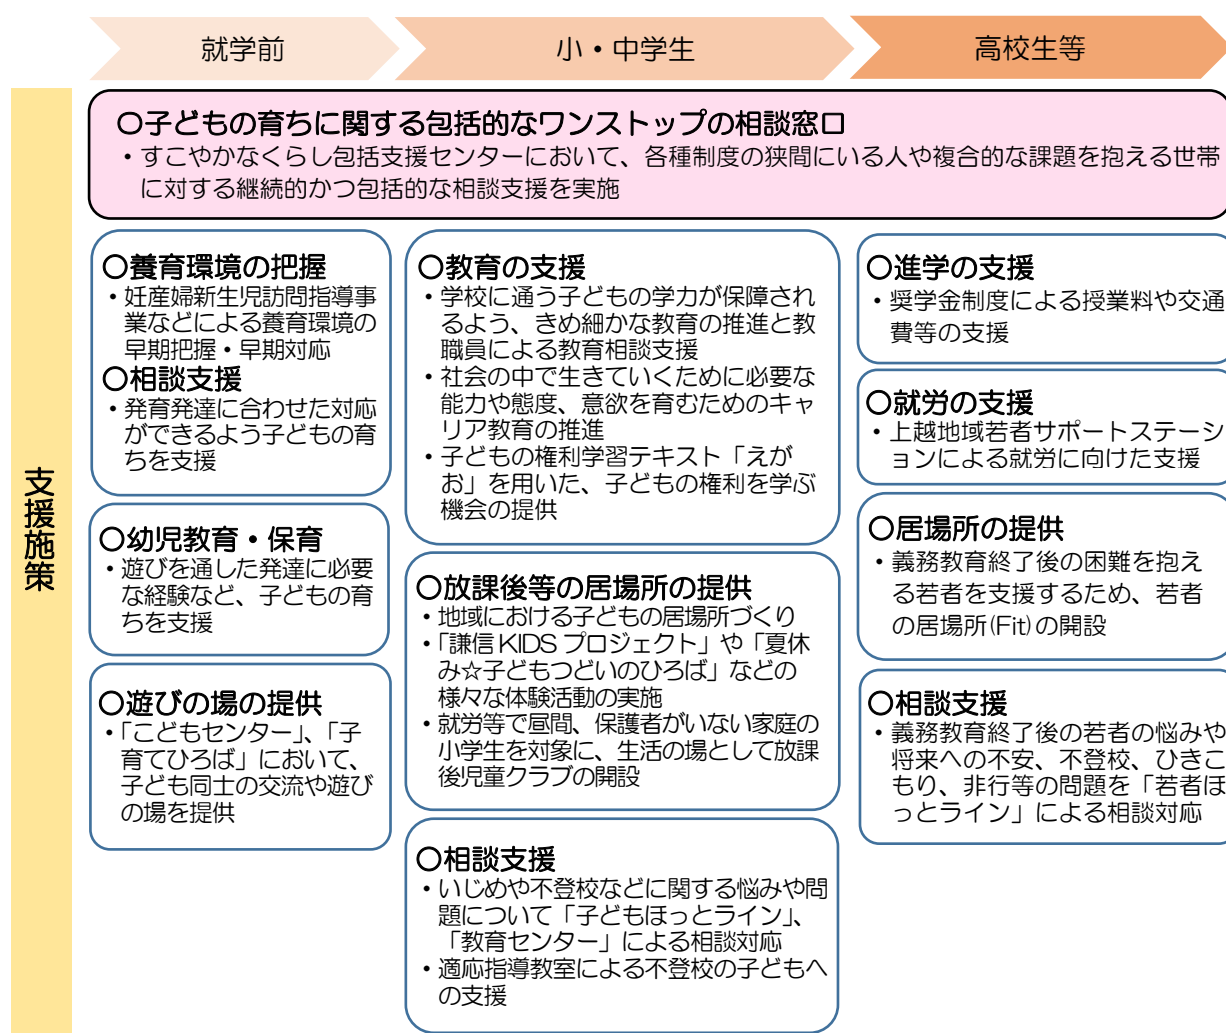 就学前
小・中学生
高校生等
支援施策
〇子どもの育ちに関する包括的なワンストップの相談窓口
・すこやかなくらし包括支援センターにおいて、各種制度の狭間にいる人や複合的な課題を抱える世帯
に対する継続的かつ包括的な相談支援を実施
〇養育環境の把握
・妊産婦新生児訪問指導事
業などによる養育環境の
早期把握・早期対応
〇相談支援
・発育発達に合わせた対応
ができるよう子どもの育
ちを支援
〇幼児教育・保育
・遊びを通した発達に必要
な経験など、子どもの育
ちを支援
〇遊びの場の提供
・「こどもセンター」、「子
育てひろば」において、
子ども同士の交流や遊び
の場を提供
〇教育の支援
・学校に通う子どもの学力が保障され
るよう、きめ細かな教育の推進と教
職員による教育相談支援
・社会の中で生きていくために必要な
能力や態度、意欲を育むためのキャ
リア教育の推進
・子どもの権利学習テキスト「えが
お」を用いた、子どもの権利を学ぶ
機会の提供
〇放課後等の居場所の提供
・地域における子どもの居場所づくり
・「謙信KIDSプロジェクト」や「夏休
み☆子どもつどいのひろば」などの
様々な体験活動の実施
・就労等で昼間、保護者がいない家庭の
小学生を対象に、生活の場として放課
後児童クラブの開設
〇相談支援
・いじめや不登校などに関する悩みや問
題について「子どもほっとライン」、
「教育センター」による相談対応
・適応指導教室による不登校の子どもへ
の支援
〇進学の支援
・奨学金制度による授業料や交通
費等の支援
〇就労の支援
・上越地域若者サポートステーシ
ョンによる就労に向けた支援
〇居場所の提供
・義務教育終了後の困難を抱え
る若者を支援するため、若者
の居場所(Fit)の開設
〇相談支援
・義務教育終了後の若者の悩みや
将来への不安、不登校、ひきこ
もり、非行等の問題を「若者ほ
っとライン」による相談対応